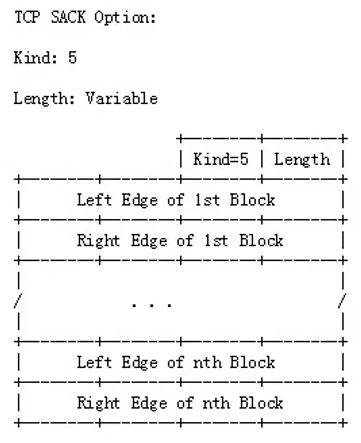 TCP SACK Option:
Kind: 5
Length: Variable
| Kind=5 | Length |
Left Edge of 1st Block
Right Edge of 1st Block
/ . . . /
Left Edge of nth Block
Right Edge of nth Block